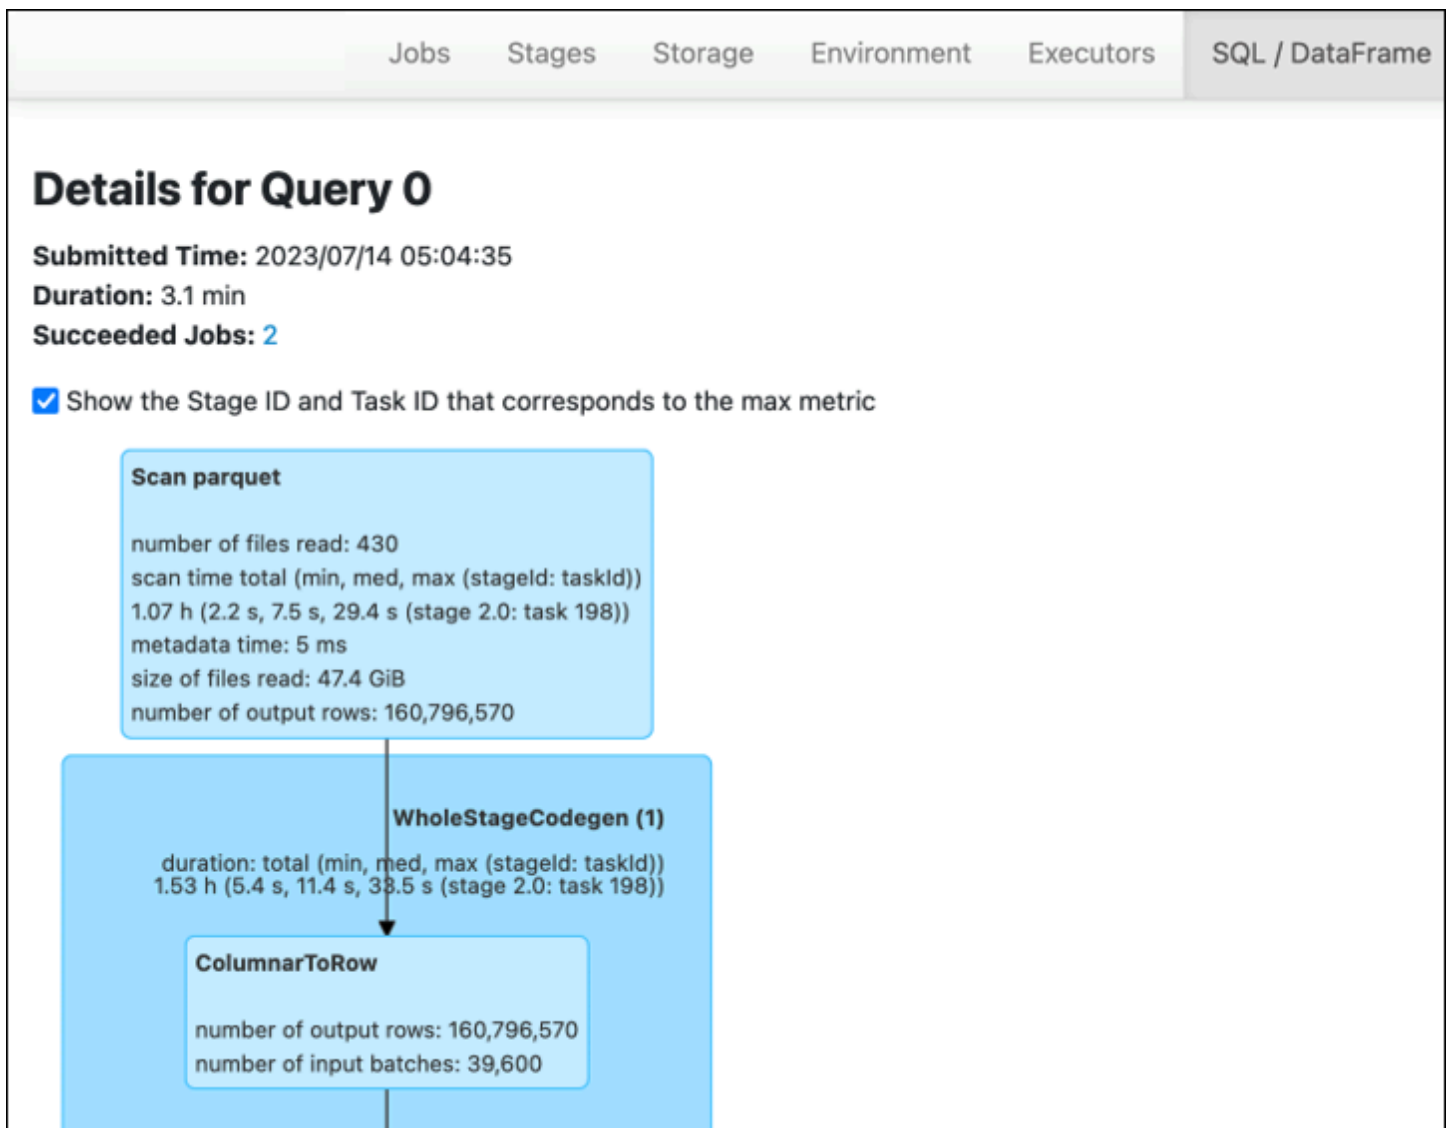 Jobs Stages Storage Environment Executors SQL / DataFrame
Details for Query 0
Submitted Time: 2023/07/14 05:04:35
Duration: 3.1 min
Succeeded Jobs: 2
Show the Stage ID and Task ID that corresponds to the max metric
Scan parquet
number of files read: 430
scan time total (min, med, max (stageId: taskId))
1.07 h (2.2 s, 7.5 s, 29.4 s (stage 2.0: task 198))
metadata time: 5 ms
size of files read: 47.4 GiB
number of output rows: 160,796,570
WholeStageCodegen (1)
duration: total (min, med, max (stageId: taskId))
1.53 h (5.4 s, 11.4 s, 33.5 s (stage 2.0: task 198))
ColumnarToRow
number of output rows: 160,796,570
number of input batches: 39,600